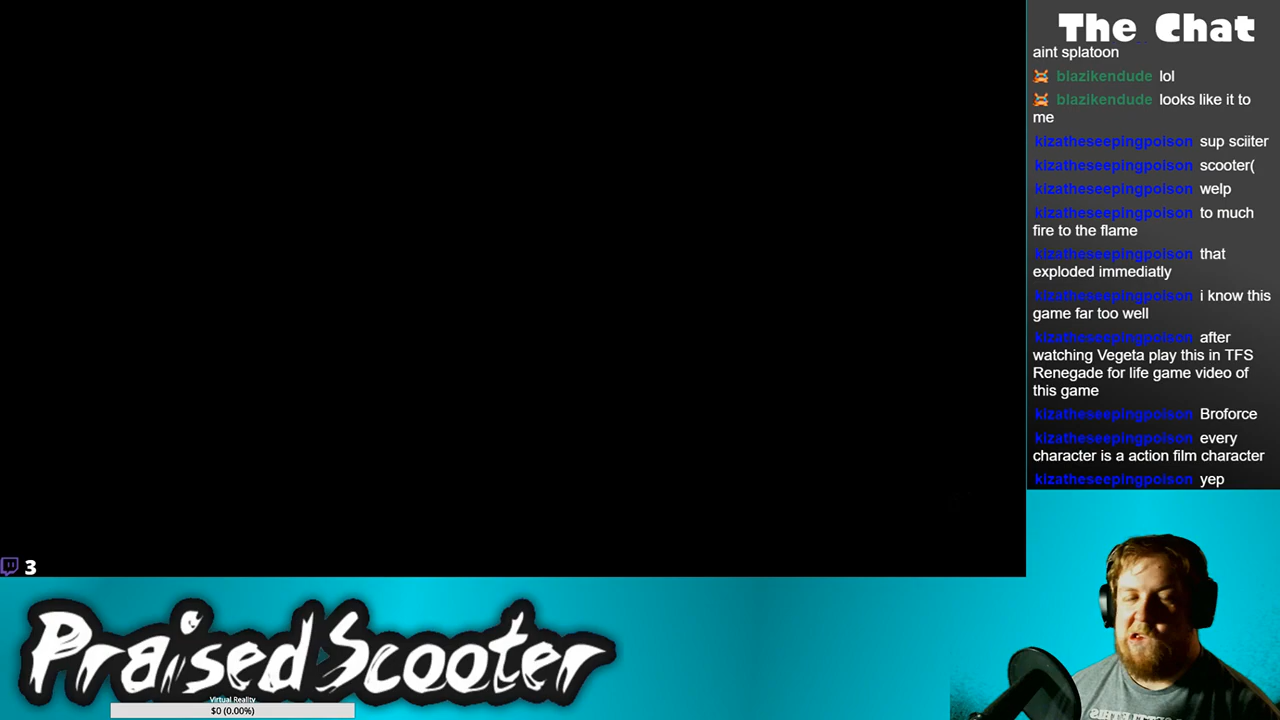 The Chat
aint splatoon
blazikendude lol
blazikendude looks like it to
me
kizatheseepingpoison sup sciiter
kizatheseepingpoison scooter(
kizatheseepingpoison welp
kizatheseepingpoison to much
fire to the flame
kizatheseepingpoison that
exploded immediatly
kizatheseepingpoison i know this
game far too well
kizatheseepingpoison after
watching Vegeta play this in TFS
Renegade for life game video of
this game
kizatheseepingpoison Broforce
kizatheseepingpoison every
character is a action film character
kizatheseepingpoison yep
3
PraisedScooter
Virtual Reality
$0 (0.00%)